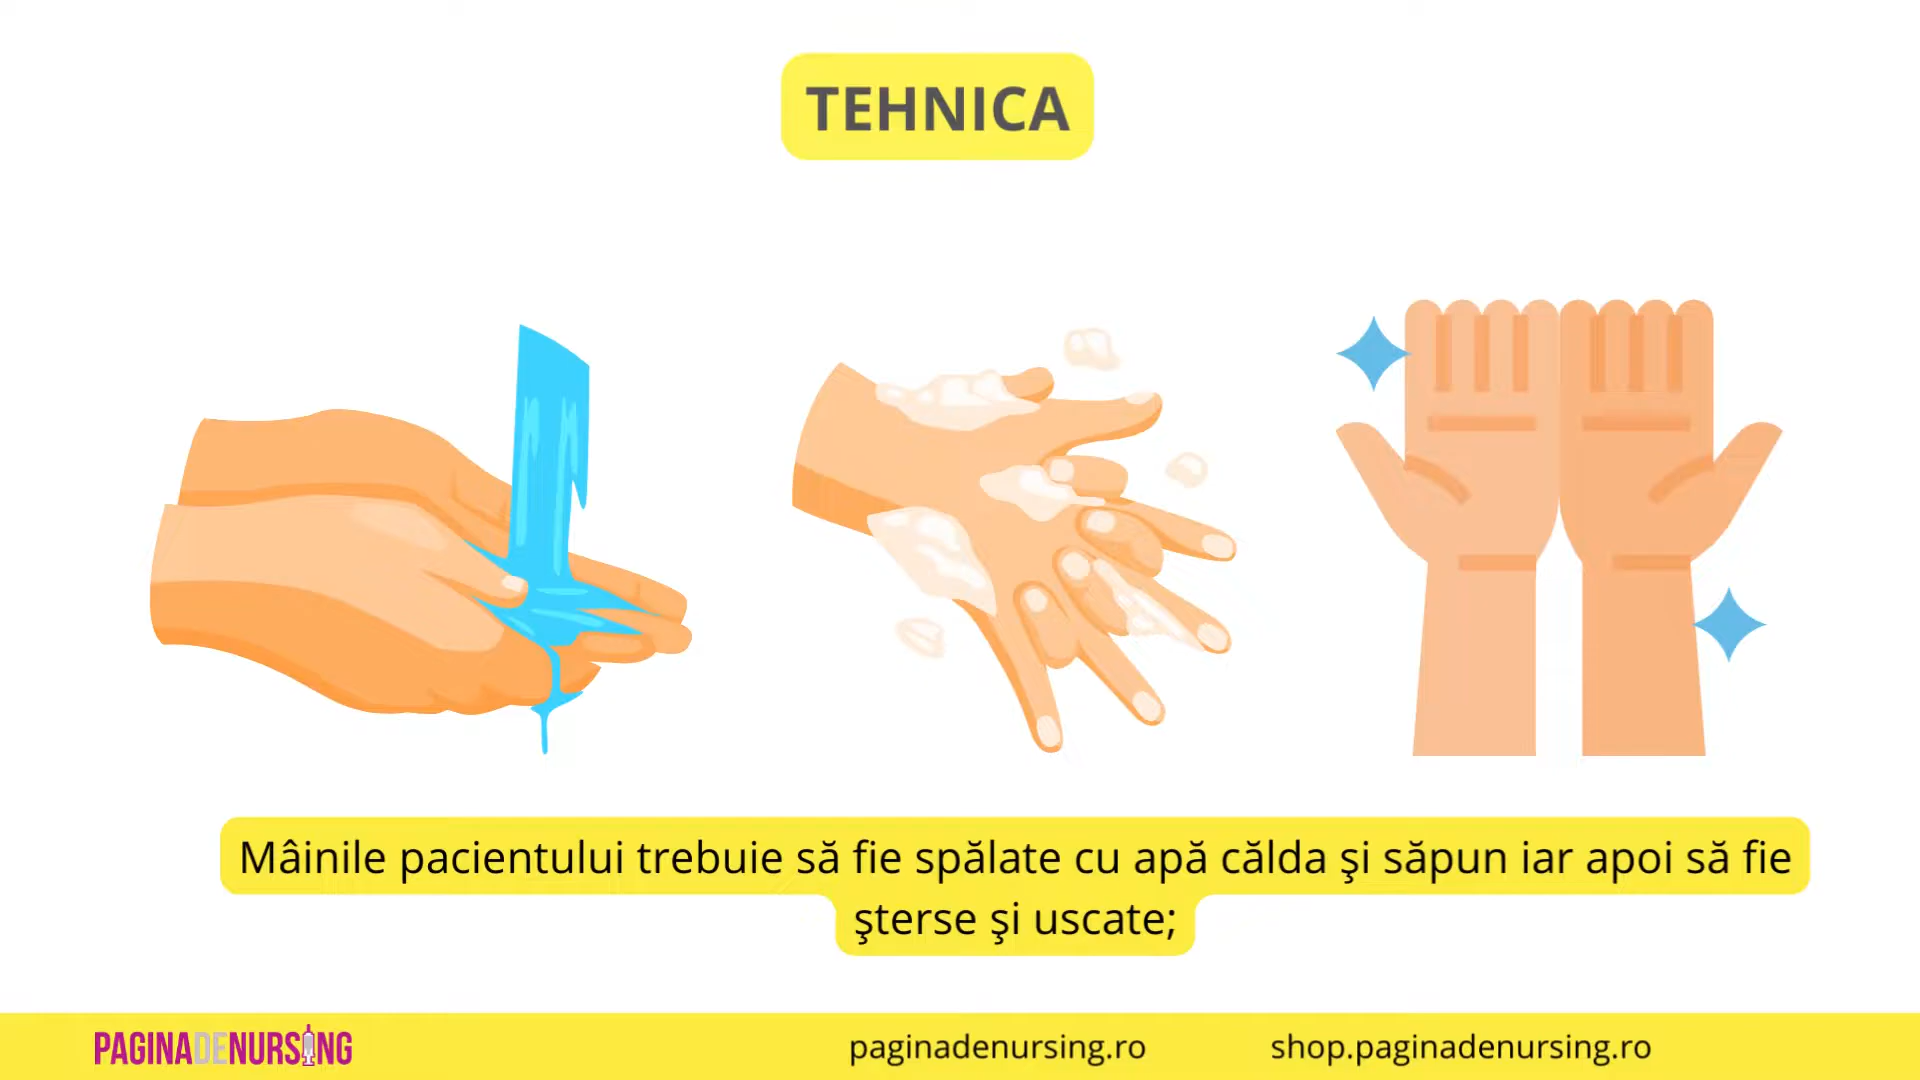 TEHNICA
Mâinile pacientului trebuie să fie spălate cu apă călda şi săpun iar apoi să fie
şterse şi uscate;
PAGINADENURSING
paginadenursing.ro
shop.paginadenursing.ro